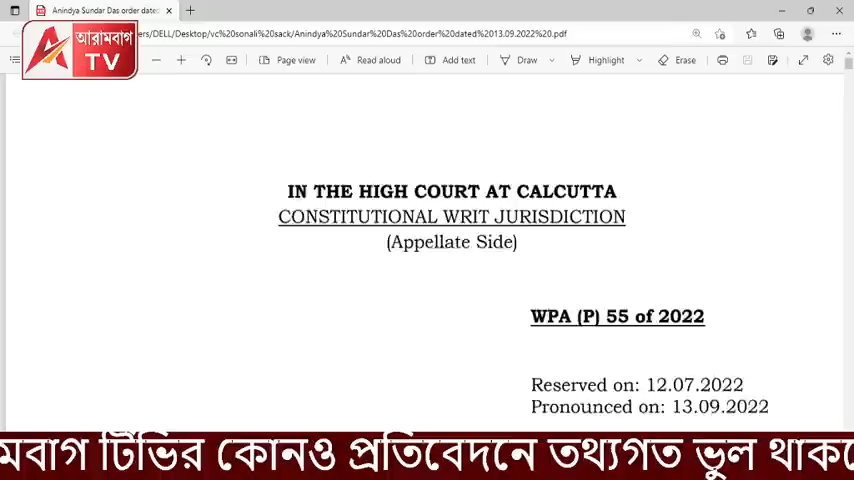 Anindya Sundar Das order dated
ers/DELL/Desktop/vc%20sonali%20sack/Anindya%20Sundar%20Das%20order%20dated%2013.09.2022%20.pdf
আরামবাগ
TV
Page view
Read aloud
Add text
Draw
Highlight
Erase
IN THE HIGH COURT AT CALCUTTA
CONSTITUTIONAL WRIT JURISDICTION
(Appellate Side)
WPA (P) 55 of 2022
Reserved on: 12.07.2022
Pronounced on: 13.09.2022
মবাগ টিভির কোনও প্রতিবেদনে তথ্যগত ভুল থাক